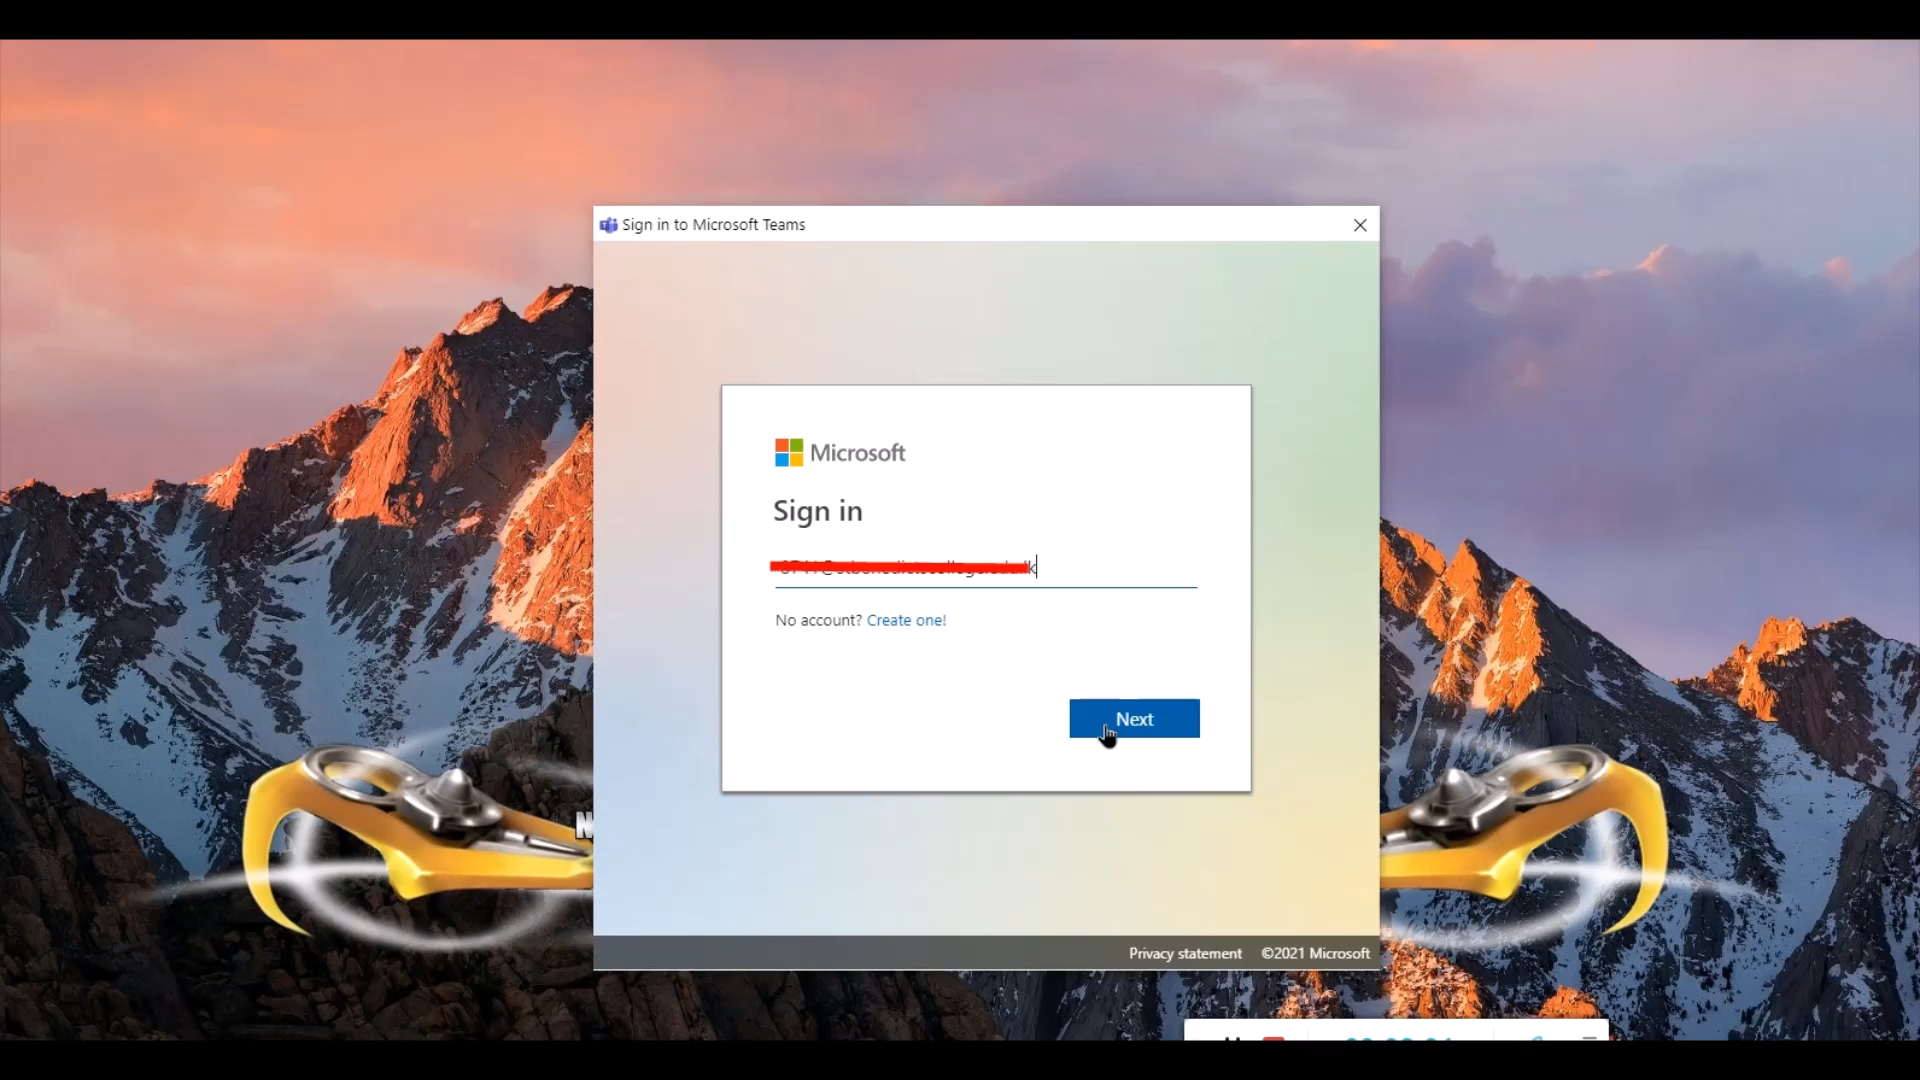 Sign in to Microsoft Teams
Microsoft
Sign in
No account? Create one!
Next
N
Privacy statement ©2021 Microsoft